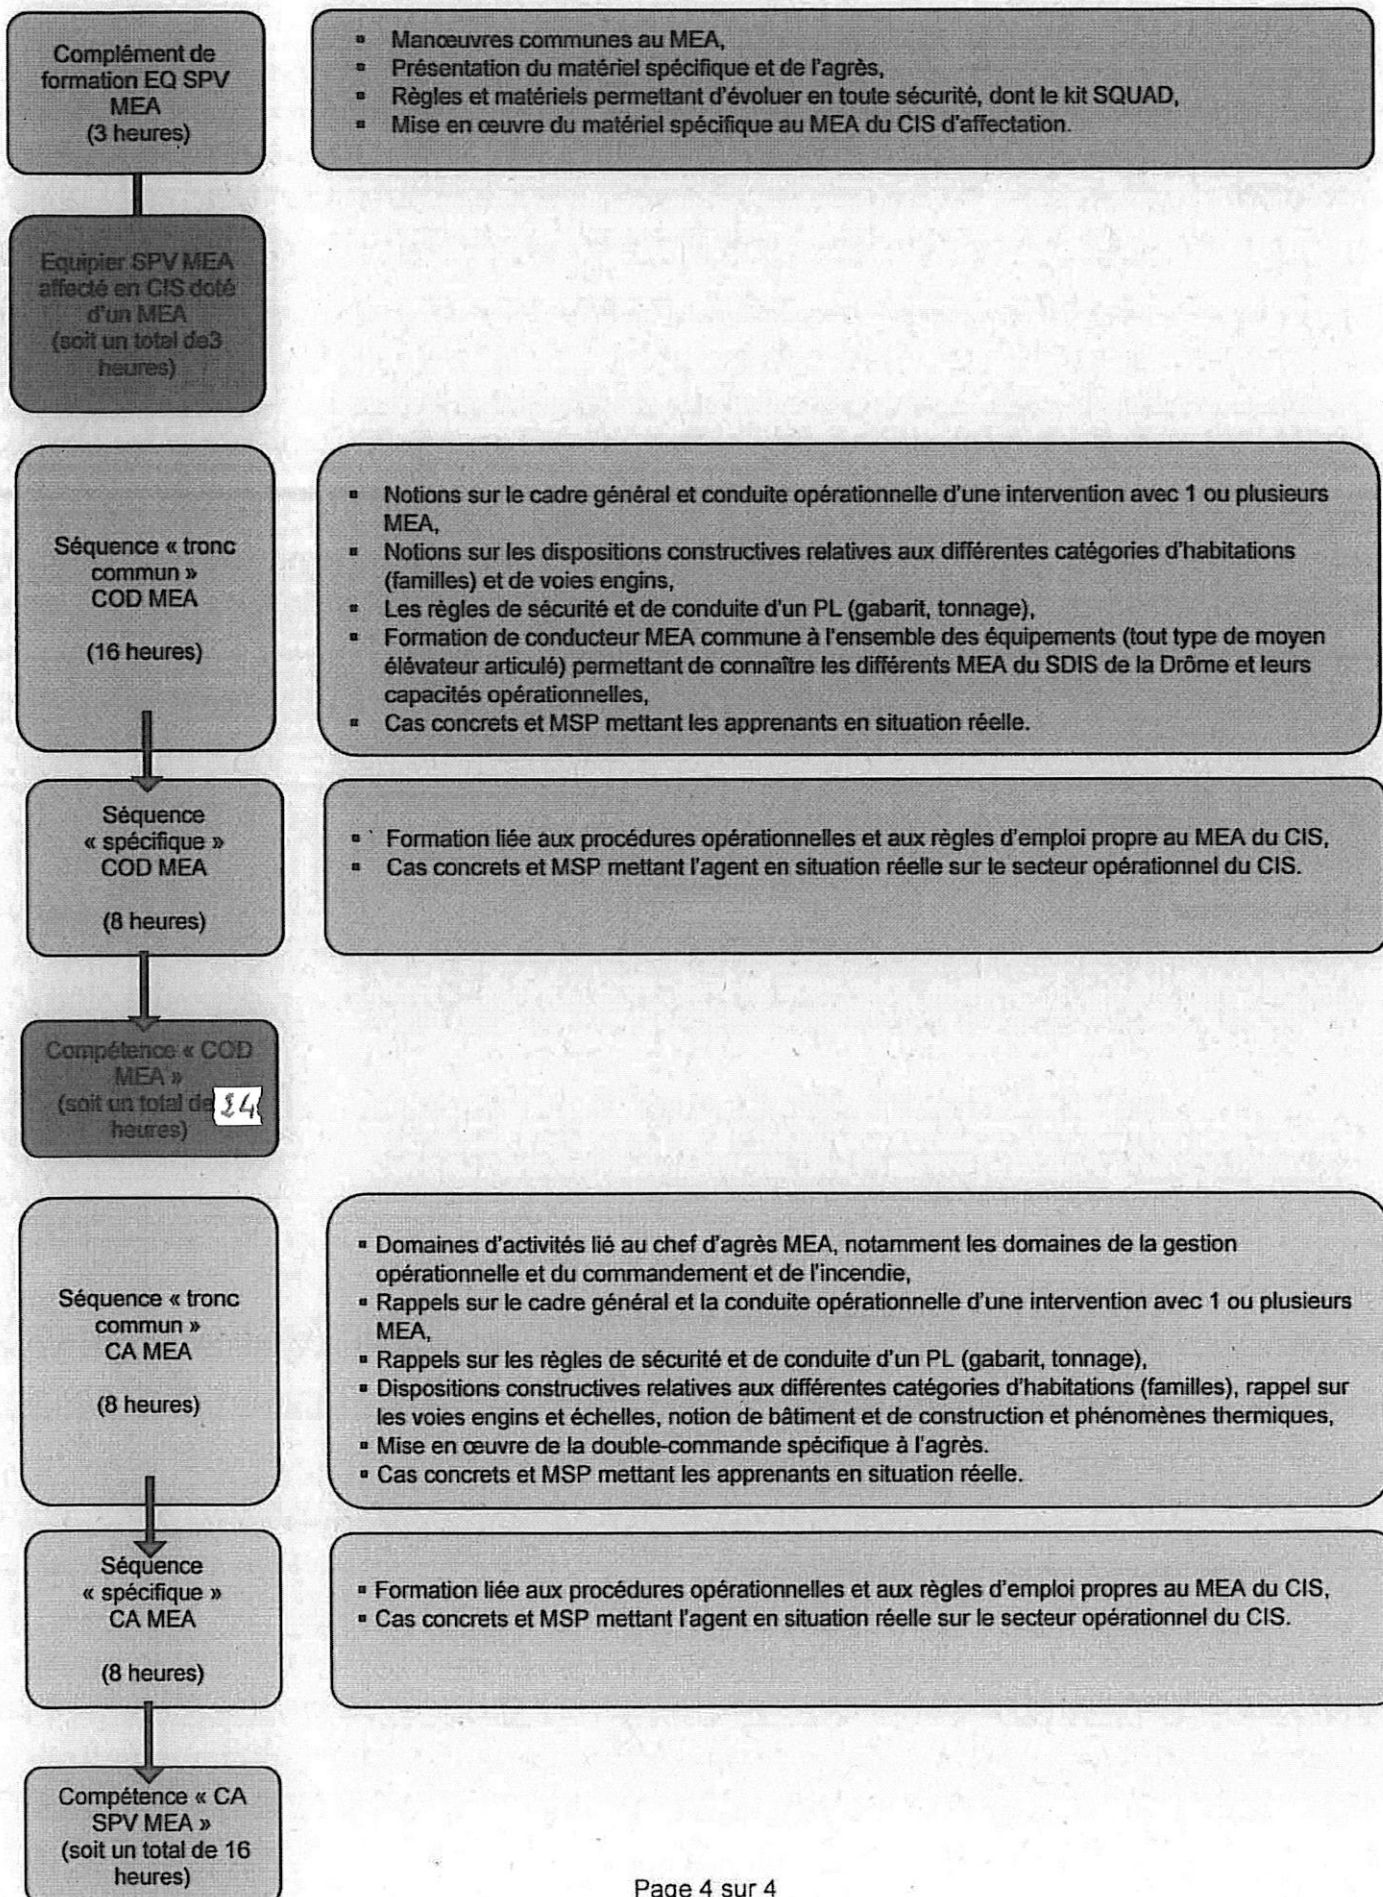 Complément de
formation EQ SPV
MEA
(3 heures)
▪ Manœuvres communes au MEA,
▪ Présentation du matériel spécifique et de l'agrès,
▪ Règles et matériels permettant d'évoluer en toute sécurité, dont le kit SQUAD,
▪ Mise en œuvre du matériel spécifique au MEA du CIS d'affectation.
Equipier SPV MEA
affecté en CIS doté
d'un MEA
(soit un total de3
heures)
Séquence « tronc
commun »
COD MEA
(16 heures)
▪ Notions sur le cadre général et conduite opérationnelle d'une intervention avec 1 ou plusieurs
MEA,
▪ Notions sur les dispositions constructives relatives aux différentes catégories d'habitations
(familles) et de voies engins,
▪ Les règles de sécurité et de conduite d'un PL (gabarit, tonnage),
▪ Formation de conducteur MEA commune à l'ensemble des équipements (tout type de moyen
élévateur articulé) permettant de connaître les différents MEA du SDIS de la Drôme et leurs
capacités opérationnelles,
▪ Cas concrets et MSP mettant les apprenants en situation réelle.
Séquence
« spécifique »
COD MEA
(8 heures)
▪ Formation liée aux procédures opérationnelles et aux règles d'emploi propre au MEA du CIS,
▪ Cas concrets et MSP mettant l'agent en situation réelle sur le secteur opérationnel du CIS.
Compétence « COD
MEA »
(soit un total de 24
heures)
Séquence « tronc
commun »
CA MEA
(8 heures)
▪ Domaines d'activités lié au chef d'agrès MEA, notamment les domaines de la gestion
opérationnelle et du commandement et de l'incendie,
▪ Rappels sur le cadre général et la conduite opérationnelle d'une intervention avec 1 ou plusieurs
MEA,
▪ Rappels sur les règles de sécurité et de conduite d'un PL (gabarit, tonnage),
▪ Dispositions constructives relatives aux différentes catégories d'habitations (familles), rappel sur
les voies engins et échelles, notion de bâtiment et de construction et phénomènes thermiques,
▪ Mise en œuvre de la double-commande spécifique à l'agrès.
▪ Cas concrets et MSP mettant les apprenants en situation réelle.
Séquence
« spécifique »
CA MEA
(8 heures)
▪ Formation liée aux procédures opérationnelles et aux règles d'emploi propres au MEA du CIS,
▪ Cas concrets et MSP mettant l'agent en situation réelle sur le secteur opérationnel du CIS.
Compétence « CA
SPV MEA »
(soit un total de 16
heures)
Page 4 sur 4